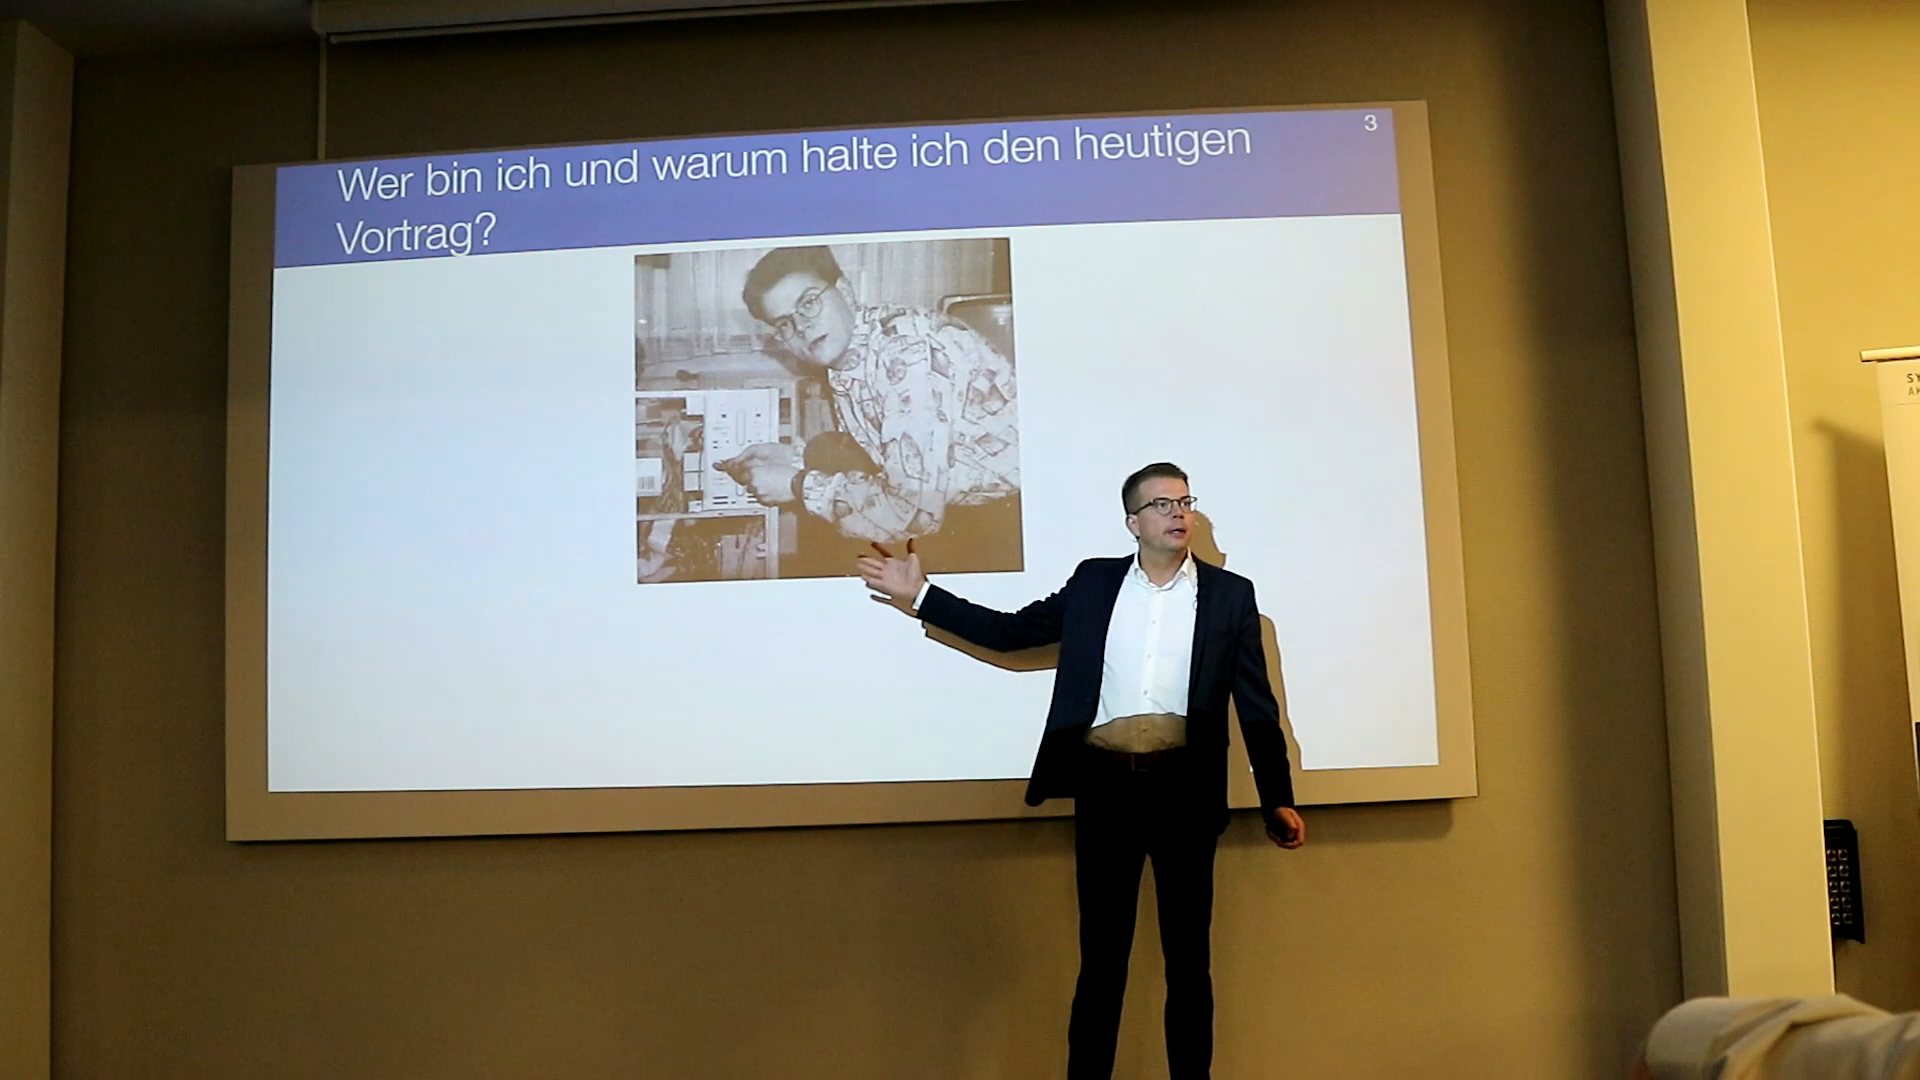 Wer bin ich und warum halte ich den heutigen
Vortrag?
3